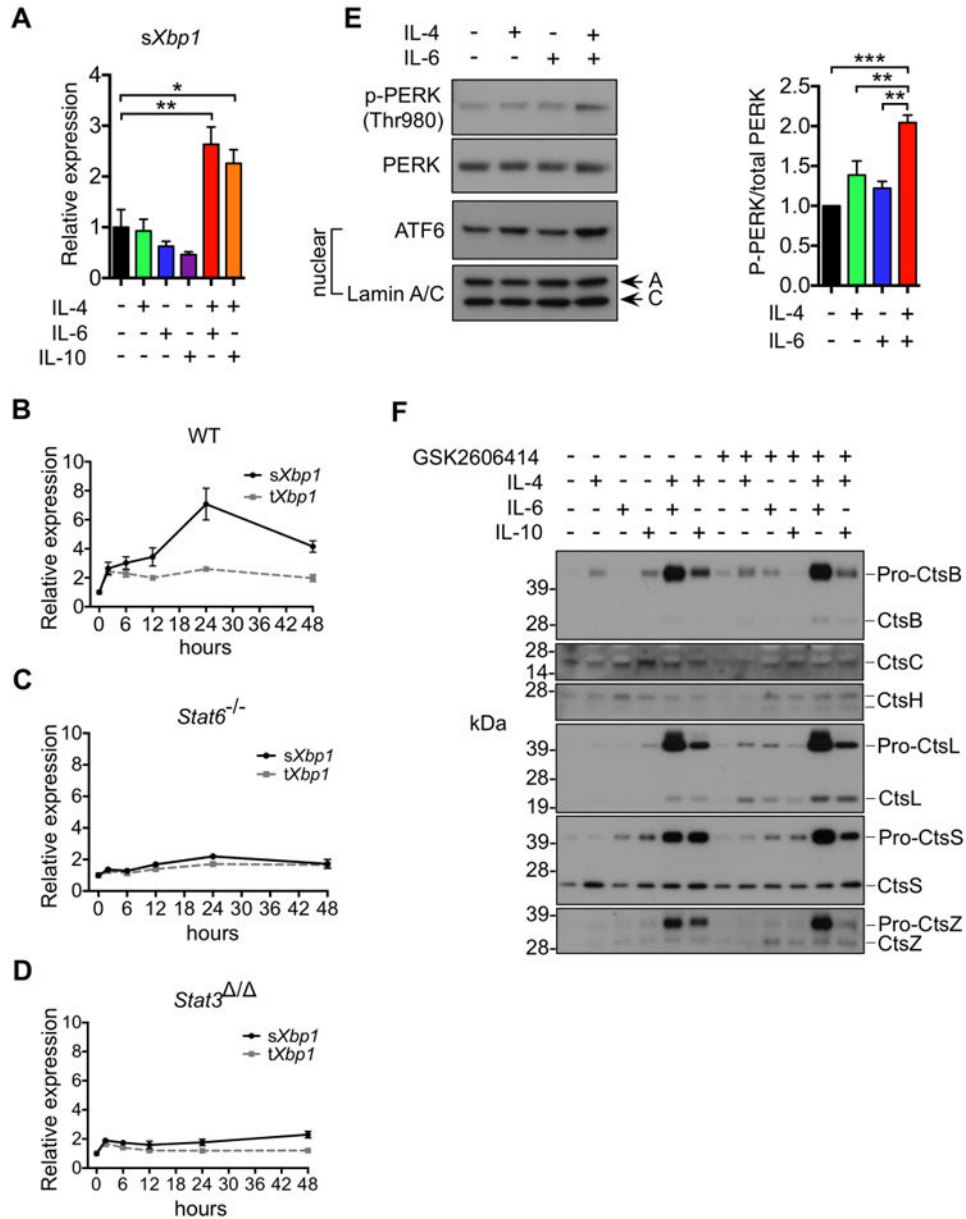 A
sXbp1
Relative expression
4
3
2
1
0
* 
**
IL-4 - + - - + +
IL-6 - - + - + -
IL-10 - - - + - +
B
WT
Relative expression
10
8
6
4
2
0
sXbp1
tXbp1
0 6 12 18 24 30 36 42 48
hours
C
Stat6-/-
Relative expression
10
8
6
4
2
0
sXbp1
tXbp1
0 6 12 18 24 30 36 42 48
hours
D
Stat3Δ/Δ
Relative expression
10
8
6
4
2
0
sXbp1
tXbp1
0 6 12 18 24 30 36 42 48
hours
E
IL-4 - + - +
IL-6 - - + +
p-PERK
(Thr980)
PERK
nuclear
ATF6
Lamin A/C
A
C
P-PERK/total PERK
2.5
2.0
1.5
1.0
0.5
0.0
***
**
**
IL-4 - + - +
IL-6 - - + +
F
GSK2606414 - - - - - - + + + + + +
IL-4 - + - - + + - + - - + +
IL-6 - - + - + - - - + - + -
IL-10 - - - + - + - - - + - +
39
28
Pro-CtsB
CtsB
28
14
CtsC
28
CtsH
kDa
39
28
19
Pro-CtsL
CtsL
39
28
Pro-CtsS
CtsS
39
28
Pro-CtsZ
CtsZ